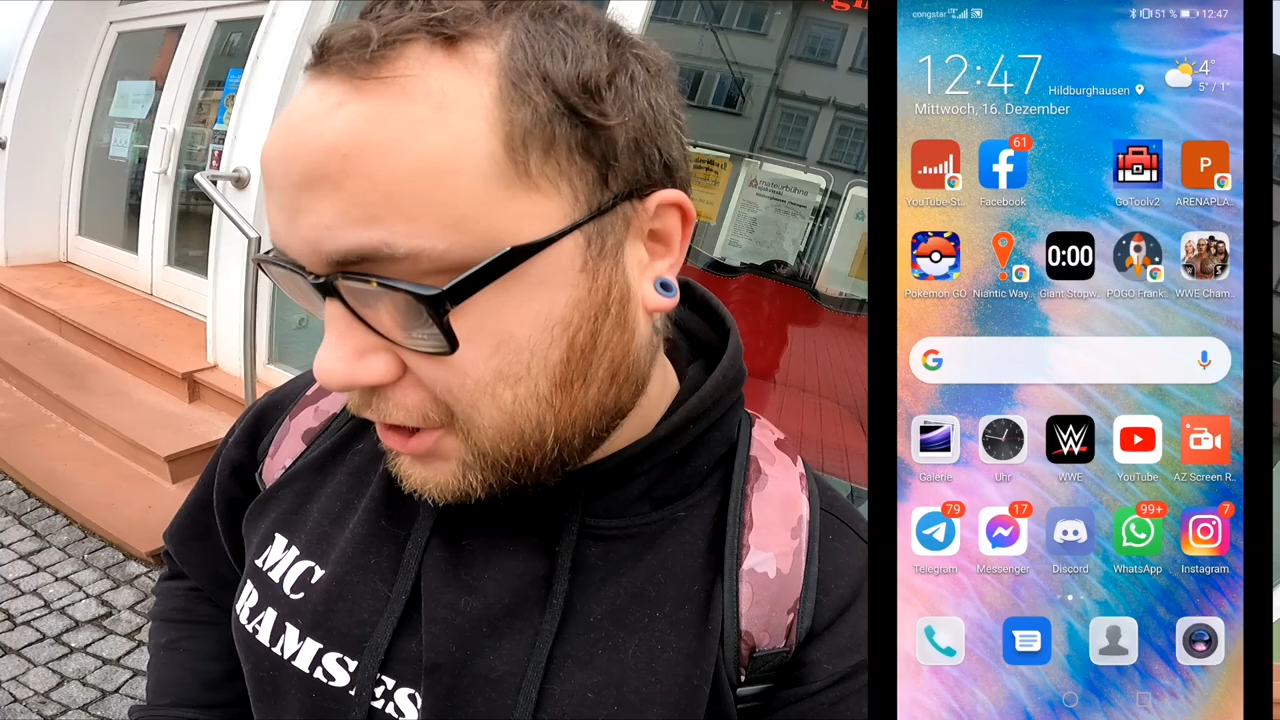 MC
RAMSES
mateurbühne
congstar
51 % 12:47
12:47
Hildburghausen
4°
5° / 1°
Mittwoch, 16. Dezember
61
YouTube-St..
Facebook
GoToolv2
P
ARENAPLA..
0:00
Pokémon GO
Niantic Way..
Giant Stopw..
POGO Frank..
WWE Cham..
G
Galerie
Uhr
WWE
YouTube
AZ Screen R..
79
17
99+
7
Telegram
Messenger
Discord
WhatsApp
Instagram